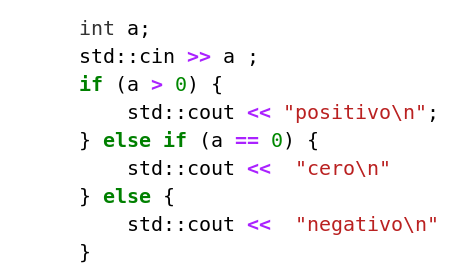 int a;
std::cin >> a ;
if (a > 0) {
    std::cout << "positivo\n";
} else if (a == 0) {
    std::cout <<  "cero\n"
} else {
    std::cout <<  "negativo\n"
}